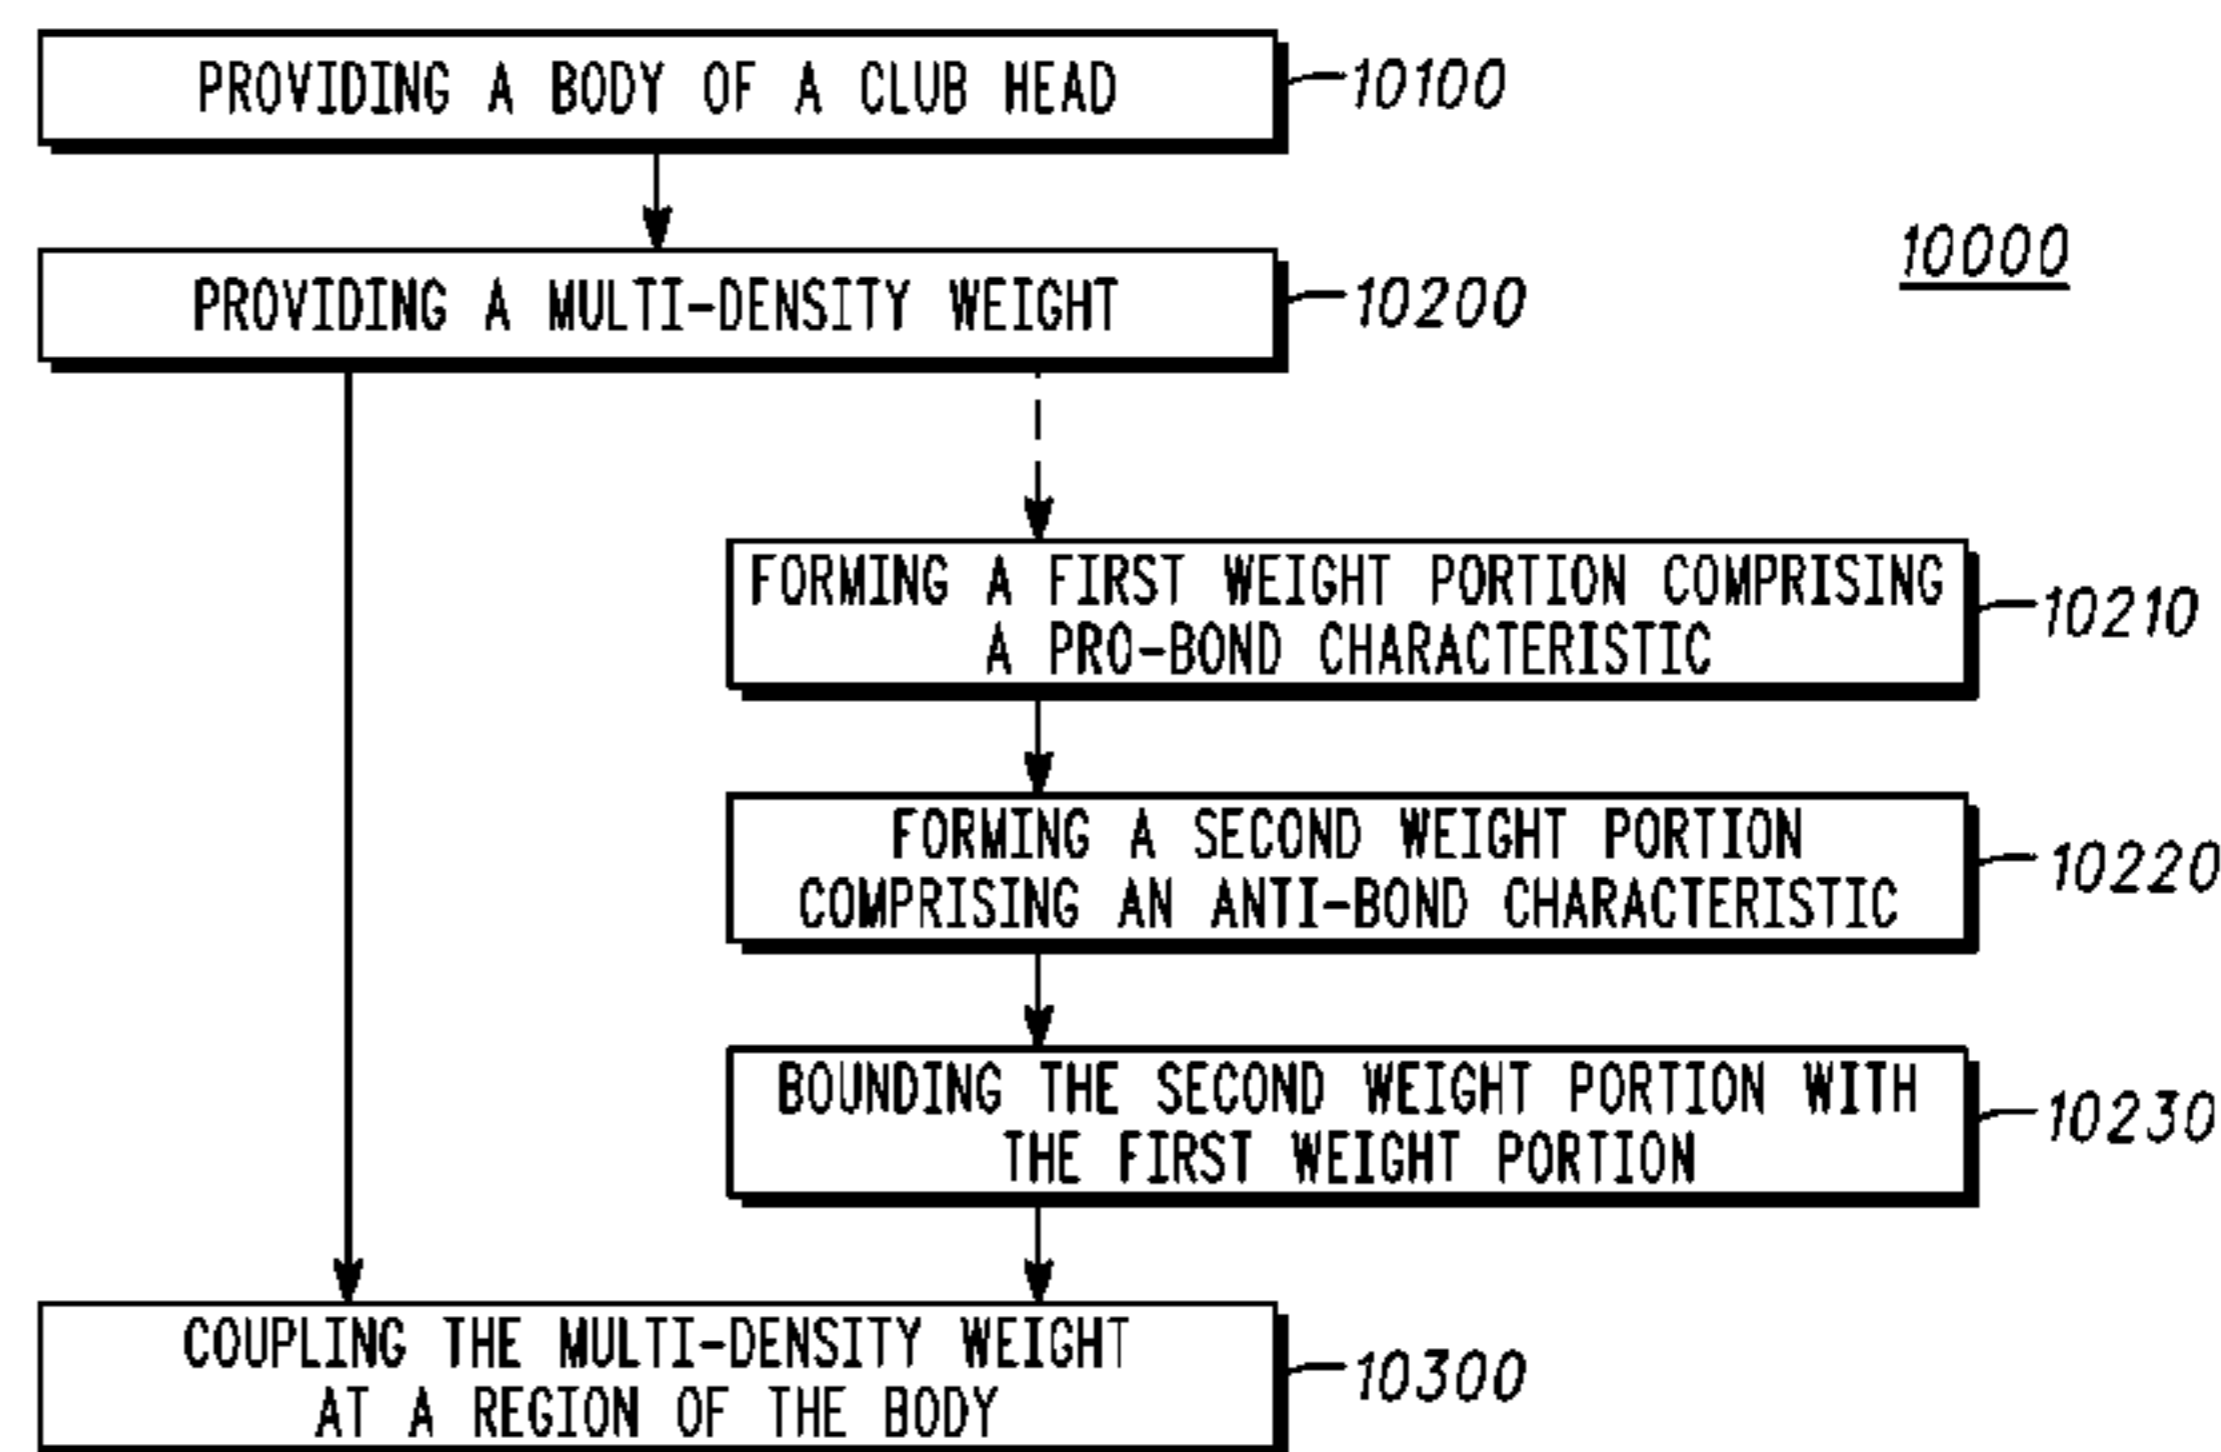 PROVIDING A BODY OF A CLUB HEAD
10100
PROVIDING A MULTI-DENSITY WEIGHT
10200
10000
FORMING A FIRST WEIGHT PORTION COMPRISING
A PRO-BOND CHARACTERISTIC
10210
FORMING A SECOND WEIGHT PORTION
COMPRISING AN ANTI-BOND CHARACTERISTIC
10220
BOUNDING THE SECOND WEIGHT PORTION WITH
THE FIRST WEIGHT PORTION
10230
COUPLING THE MULTI-DENSITY WEIGHT
AT A REGION OF THE BODY
10300